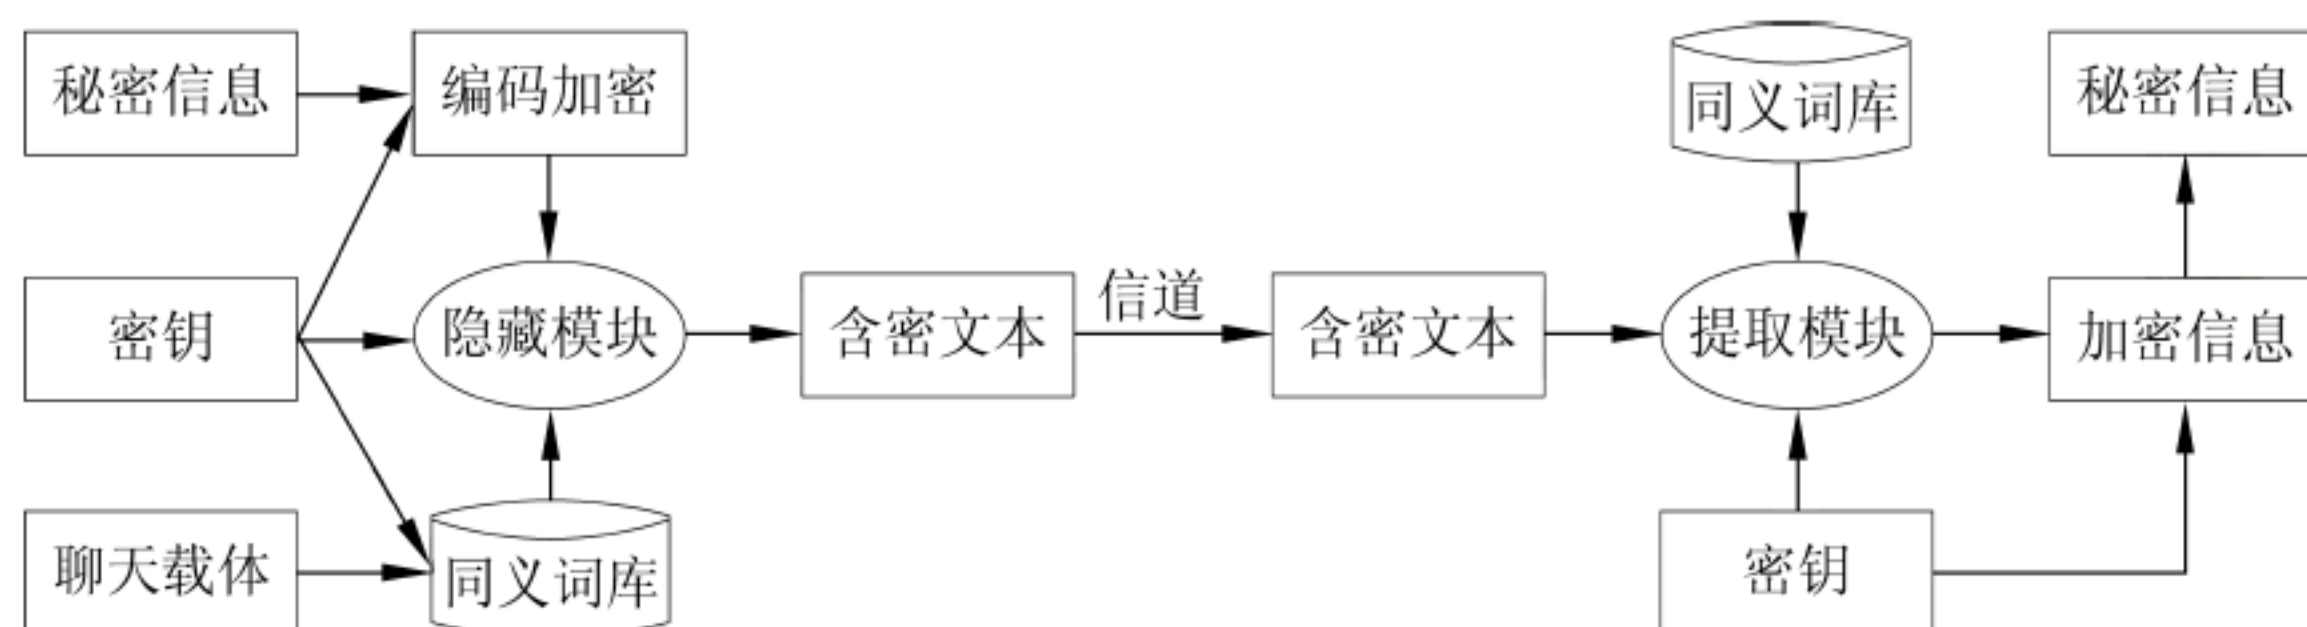 秘密信息
编码加密
同义词库
秘密信息
密钥
隐藏模块
含密文本
信道
含密文本
提取模块
加密信息
聊天载体
同义词库
密钥